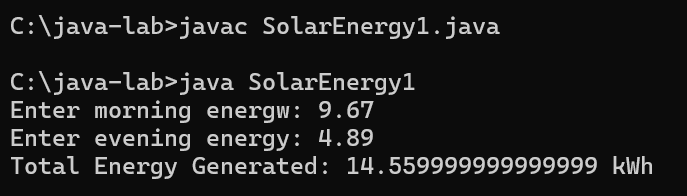 C:\java-lab>javac SolarEnergy1.java
C:\java-lab>java SolarEnergy1
Enter morning energw: 9.67
Enter evening energy: 4.89
Total Energy Generated: 14.559999999999999 kWh